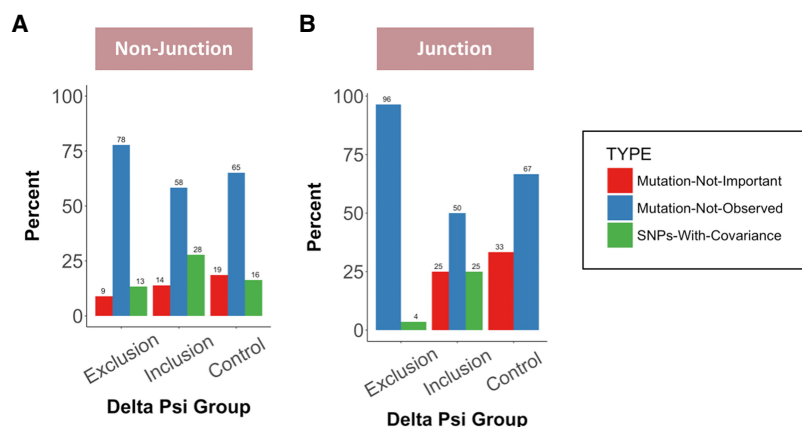 A
Non-Junction
Percent
100
75
50
25
0
9
78
13
14
58
28
19
65
16
Exclusion
Inclusion
Control
Delta Psi Group
B
Junction
Percent
100
75
50
25
0
96
4
25
50
25
33
67
Exclusion
Inclusion
Control
Delta Psi Group
TYPE
Mutation-Not-Important
Mutation-Not-Observed
SNPs-With-Covariance